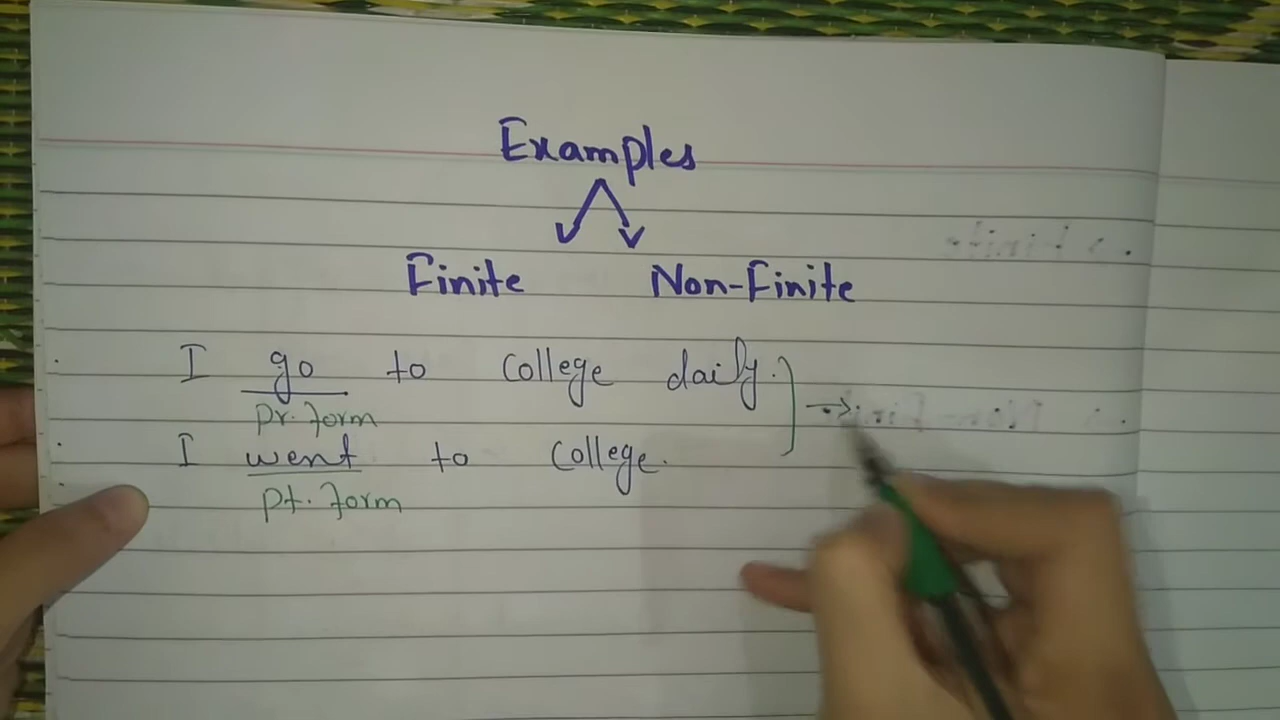 Examples
Finite Non-Finite
I go to College daily.
pr. form
I went to College.
pt. form